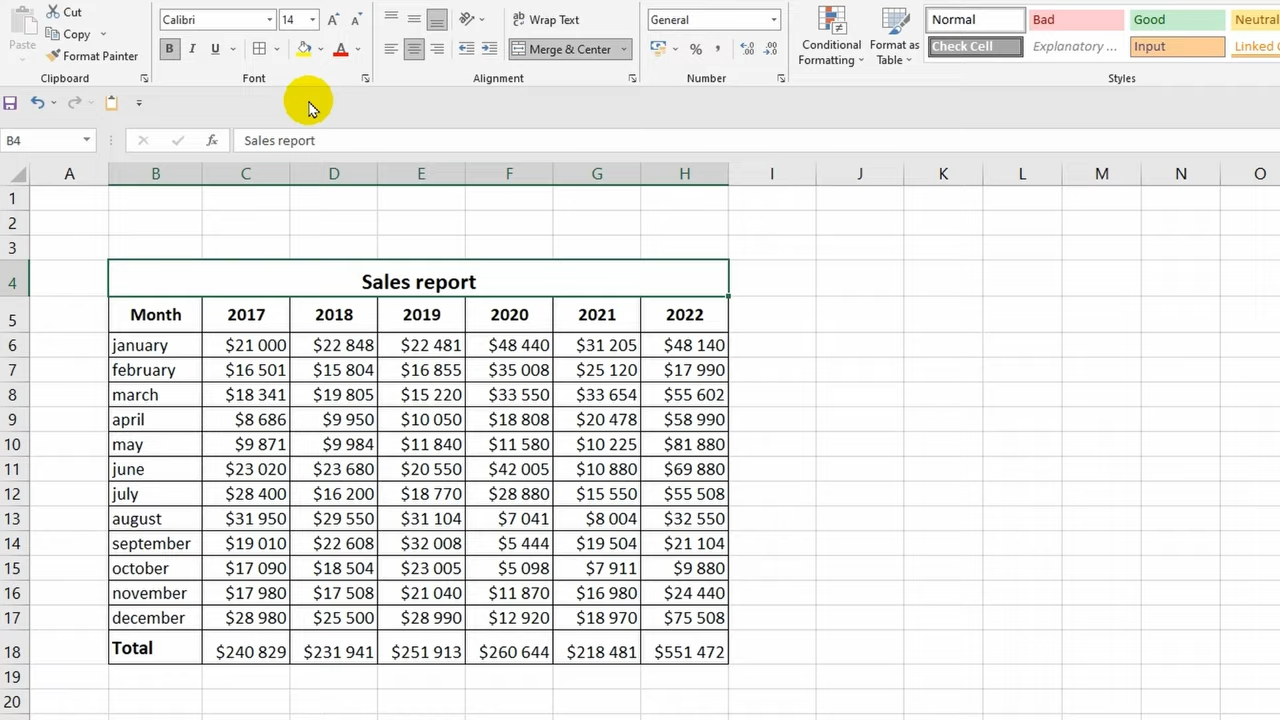 Cut
Copy
Paste
Format Painter
Clipboard
Calibri 14
A A
B I U A
Font
ab
Wrap Text
Merge & Center
Alignment
General
%
Number
Conditional Formatting
Format as Table
Normal Bad Good Neutral
Check Cell Explanatory ... Input Linked C
Styles
B4 fx Sales report
A B C D E F G H I J K L M N O
1
2
3
4 Sales report
5 Month 2017 2018 2019 2020 2021 2022
6 january $21 000 $22 848 $22 481 $48 440 $31 205 $48 140
7 february $16 501 $15 804 $16 855 $35 008 $25 120 $17 990
8 march $18 341 $19 805 $15 220 $33 550 $33 654 $55 602
9 april $8 686 $9 950 $10 050 $18 808 $20 478 $58 990
10 may $9 871 $9 984 $11 840 $11 580 $10 225 $81 880
11 june $23 020 $23 680 $20 550 $42 005 $10 880 $69 880
12 july $28 400 $16 200 $18 770 $28 880 $15 550 $55 508
13 august $31 950 $29 550 $31 104 $7 041 $8 004 $32 550
14 september $19 010 $22 608 $32 008 $5 444 $19 504 $21 104
15 october $17 090 $18 504 $23 005 $5 098 $7 911 $9 880
16 november $17 980 $17 508 $21 040 $11 870 $16 980 $24 440
17 december $28 980 $25 500 $28 990 $12 920 $18 970 $75 508
18 Total $240 829 $231 941 $251 913 $260 644 $218 481 $551 472
19
20